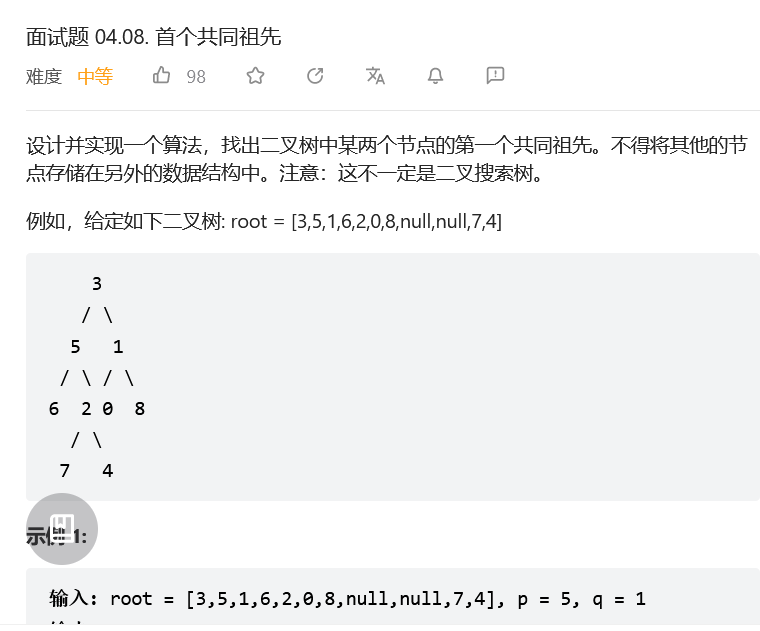 面试题 04.08. 首个共同祖先
难度 中等 98
设计并实现一个算法，找出二叉树中某两个节点的第一个共同祖先。不得将其他的节
点存储在另外的数据结构中。注意：这不一定是二叉搜索树。
例如，给定如下二叉树: root = [3,5,1,6,2,0,8,null,null,7,4]
3
/ \
5 1
/ \ / \
6 2 0 8
/ \
7 4
示例 1:
输入: root = [3,5,1,6,2,0,8,null,null,7,4], p = 5, q = 1